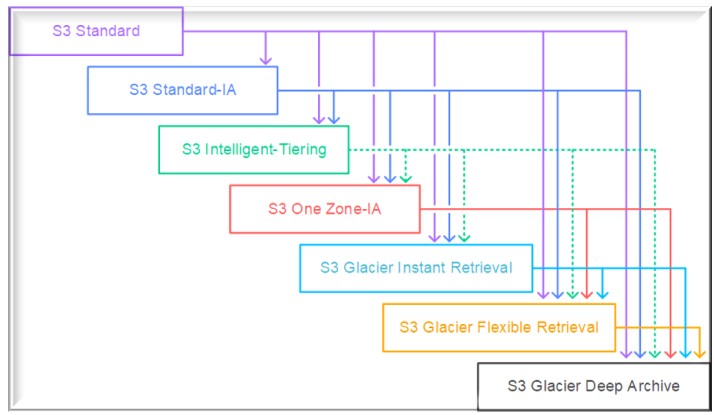 S3 Standard
S3 Standard-IA
S3 Intelligent-Tiering
S3 One Zone-IA
S3 Glacier Instant Retrieval
S3 Glacier Flexible Retrieval
S3 Glacier Deep Archive